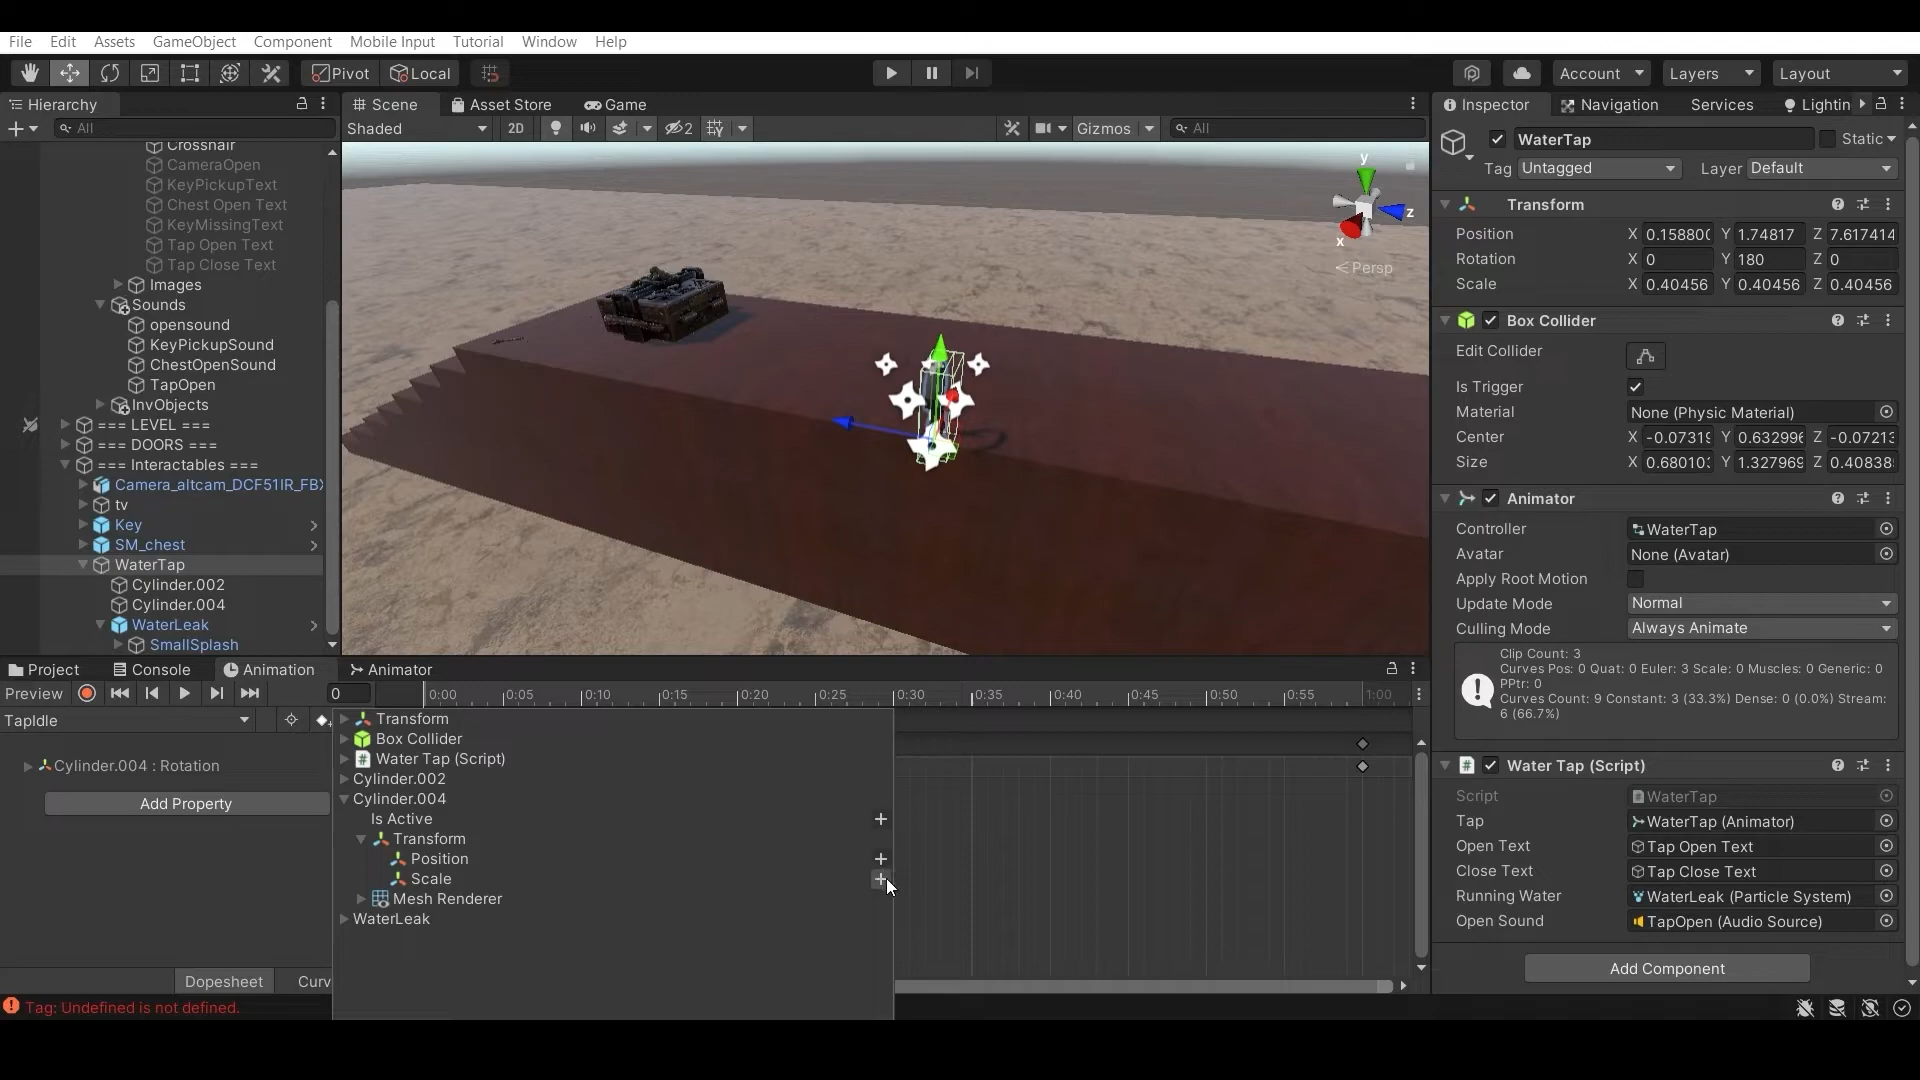 File Edit Assets GameObject Component Mobile Input Tutorial Window Help
Pivot Local Account Layers Layout
Hierarchy
All
Crosshair
CameraOpen
KeyPickupText
Chest Open Text
KeyMissingText
Tap Open Text
Tap Close Text
Images
Sounds
opensound
KeyPickupSound
ChestOpenSound
TapOpen
InvObjects
=== LEVEL ===
=== DOORS ===
=== Interactables ===
Camera_altcam_DCF51IR_FBX
tv
Key
SM_chest
WaterTap
Cylinder.002
Cylinder.004
WaterLeak
SmallSplash
Scene Asset Store Game
Shaded 2D 2 Gizmos All
y
z
x
Persp
Inspector Navigation Services Lightin
WaterTap Static
Tag Untagged Layer Default
Transform
Position X 0.15880( Y 1.74817 Z 7.617414
Rotation X 0 Y 180 Z 0
Scale X 0.40456 Y 0.40456 Z 0.40456
Box Collider
Edit Collider
Is Trigger
Material None (Physic Material)
Center X -0.07319 Y 0.632996 Z -0.07213
Size X 0.68010: Y 1.327969 Z 0.40838
Animator
Controller WaterTap
Avatar None (Avatar)
Apply Root Motion
Update Mode Normal
Culling Mode Always Animate
Clip Count: 3
Curves Pos: 0 Quat: 0 Euler: 3 Scale: 0 Muscles: 0 Generic: 0
PPtr: 0
Curves Count: 9 Constant: 3 (33.3%) Dense: 0 (0.0%) Stream:
6 (66.7%)
Water Tap (Script)
Script WaterTap
Tap WaterTap (Animator)
Open Text Tap Open Text
Close Text Tap Close Text
Running Water WaterLeak (Particle System)
Open Sound TapOpen (Audio Source)
Add Component
Project Console Animation Animator
Preview 0 0:00 0:05 0:10 0:15 0:20 0:25 0:30 0:35 0:40 0:45 0:50 0:55 1:00
TapIdle
Cylinder.004 : Rotation
Add Property
Transform
Box Collider
Water Tap (Script)
Cylinder.002
Cylinder.004
Is Active
Transform
Position
Scale
Mesh Renderer
WaterLeak
Dopesheet Curv
Tag: Undefined is not defined.